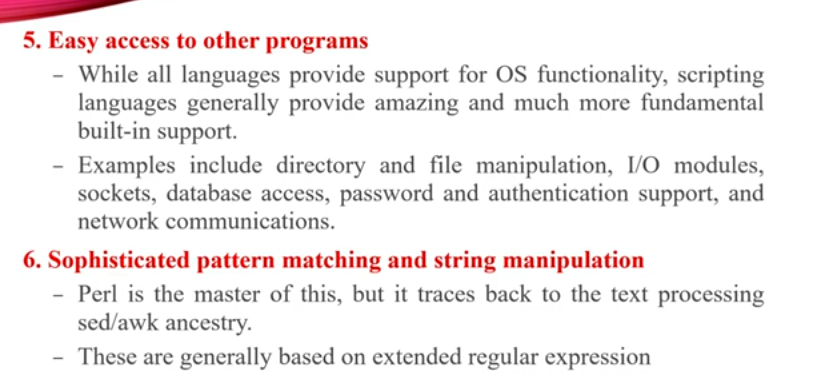 5. Easy access to other programs
– While all languages provide support for OS functionality, scripting
languages generally provide amazing and much more fundamental
built-in support.
– Examples include directory and file manipulation, I/O modules,
sockets, database access, password and authentication support, and
network communications.
6. Sophisticated pattern matching and string manipulation
– Perl is the master of this, but it traces back to the text processing
sed/awk ancestry.
– These are generally based on extended regular expression